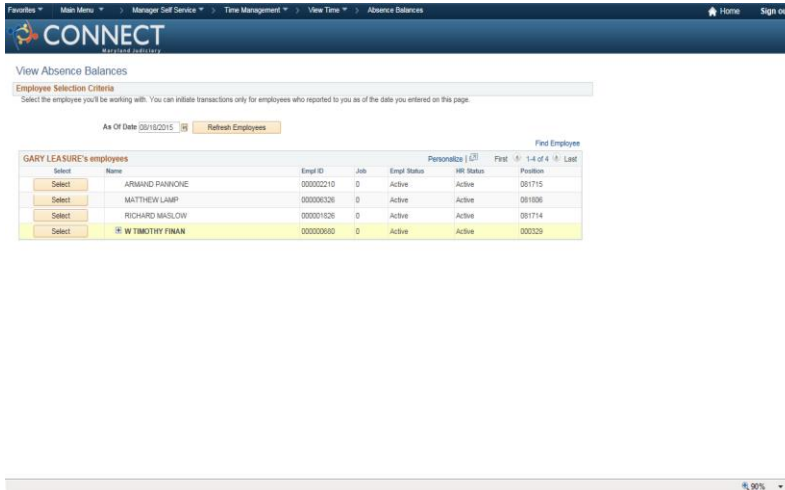 Favorites Main Menu > Manager Self Service > Time Management > View Time > Absence Balances Home Sign ou
CONNECT
Maryland Judiciary
View Absence Balances
Employee Selection Criteria
Select the employee you'll be working with. You can initiate transactions only for employees who reported to you as of the date you entered on this page.
As Of Date 08/18/2015 Refresh Employees
Find Employee
GARY LEASURE's employees Personalize | First 1-4 of 4 Last
Select Name Empl ID Job Empl Status HR Status Position
Select ARMAND PANNONE 000002210 0 Active Active 081715
Select MATTHEW LAMP 000006326 0 Active Active 081806
Select RICHARD MASLOW 000001826 0 Active Active 081714
Select W TIMOTHY FINAN 000000680 0 Active Active 000329
90%